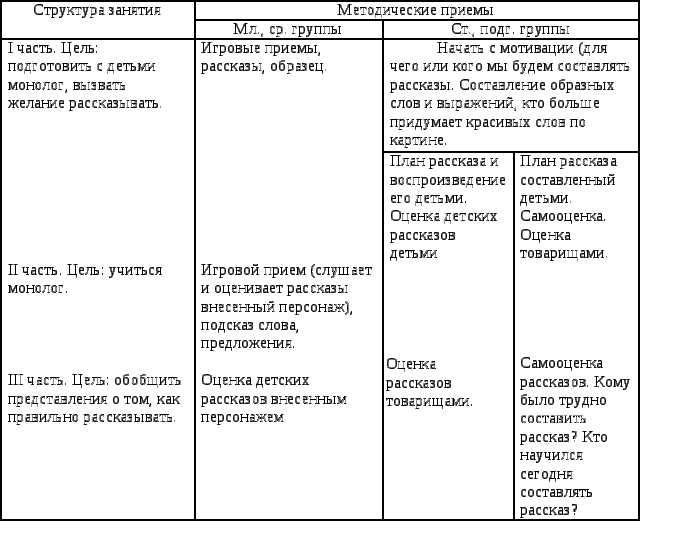 Структура занятия
Методические приемы
Мл., ср. группы
Ст., подг. группы
I часть. Цель:
подготовить с детьми
монолог, вызвать
желание рассказывать.
Игровые приемы,
рассказы, образец.
Начать с мотивации (для
чего или кого мы будем составлять
рассказы. Составление образных
слов и выражений, кто больше
придумает красивых слов по
картине.
План рассказа и
воспроизведение
его детьми.
Оценка детских
рассказов
детьми
План рассказа
составленный
детьми.
Самооценка.
Оценка
товарищами.
II часть. Цель: учиться
монолог.
Игровой прием (слушает
и оценивает рассказы
внесенный персонаж),
подсказ слова,
предложения.
III часть. Цель: обобщить
представления о том, как
правильно рассказывать.
Оценка детских
рассказов внесенным
персонажем
Оценка
рассказов
товарищами.
Самооценка
рассказов. Кому
было трудно
составить
рассказ? Кто
научился
сегодня
составлять
рассказ?